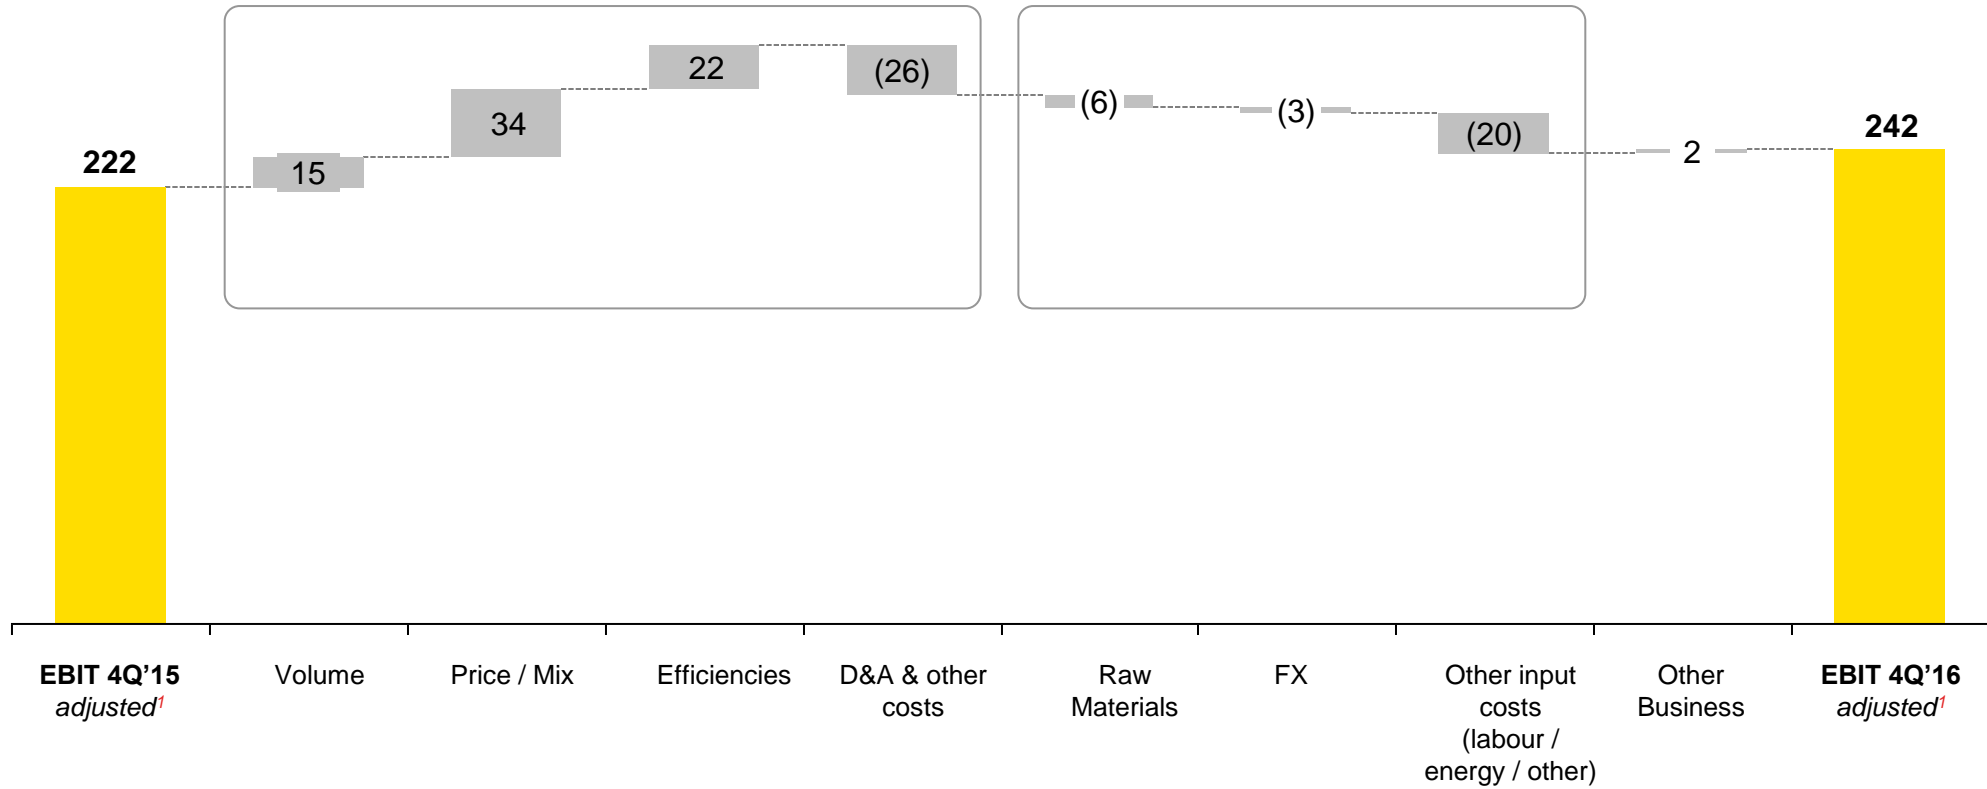 222
15
34
22
(26)
(6)
(3)
(20)
2
242
EBIT 4Q’15
adjusted1
Volume
Price / Mix
Efficiencies
D&A & other
costs
Raw
Materials
FX
Other input
costs
(labour /
energy / other)
Other
Business
EBIT 4Q’16
adjusted1